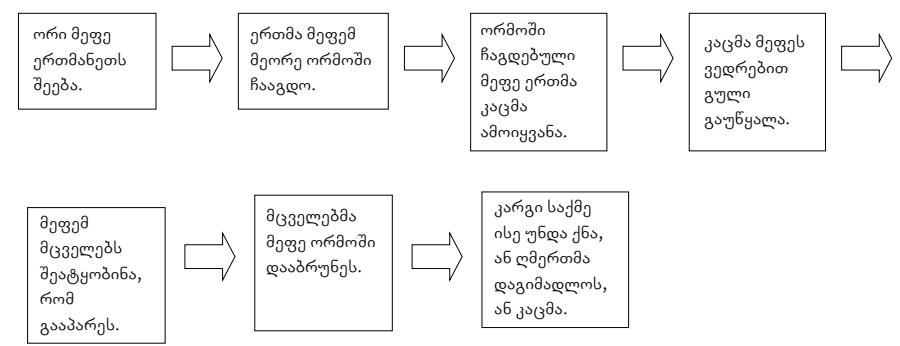 ორი მეფე
ერთმანეთს
შეება.
ერთმა მეფემ
მეორე ორმოში
ჩააგდო.
ორმოში
ჩაგდებული
მეფე ერთმა
კაცმა
ამოიყვანა.
კაცმა მეფეს
ვედრებით
გული
გაუწყალა.
მეფემ
მცველებს
შეატყობინა,
რომ
გააპარეს.
მცველებმა
მეფე ორმოში
დააბრუნეს.
კარგი საქმე
ისე უნდა ქნა,
ან ღმერთმა
დაგიმადლოს,
ან კაცმა.